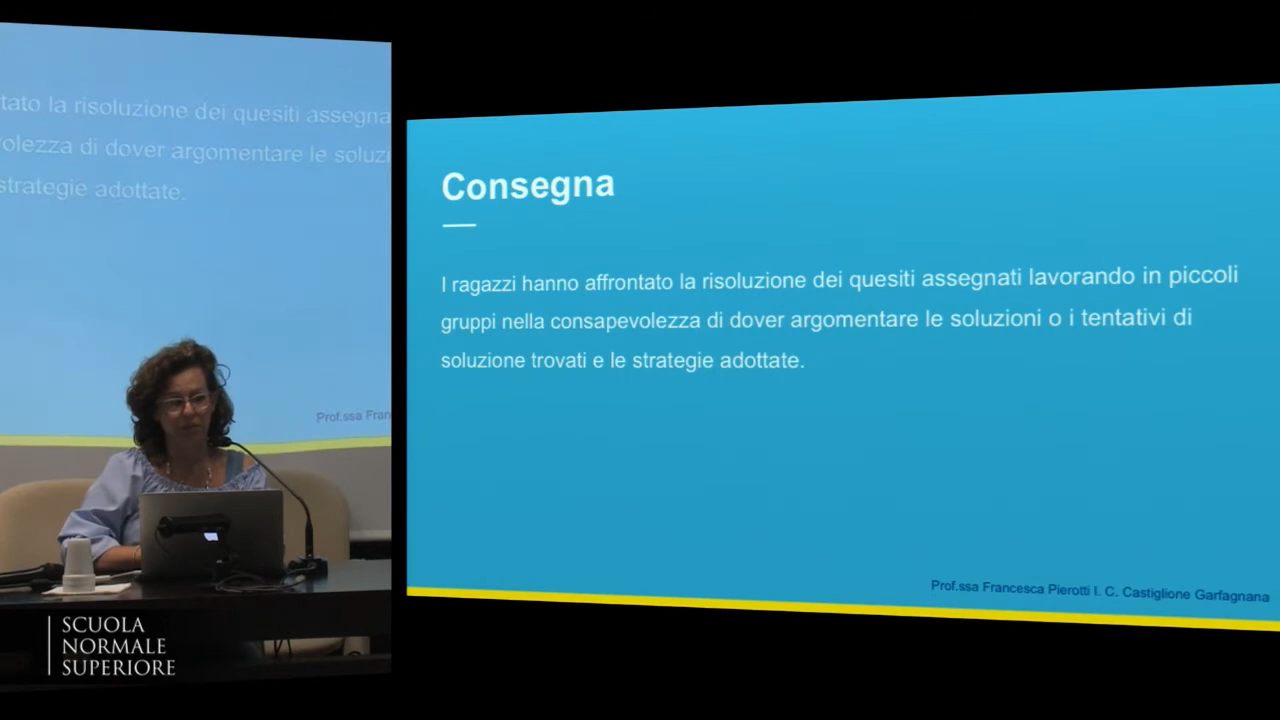 tato la risoluzione dei quesiti assegna
olezza di dover argomentare le soluzi
strategie adottate.
Prof.ssa Fran
SCUOLA
NORMALE
SUPERIORE
Consegna
I ragazzi hanno affrontato la risoluzione dei quesiti assegnati lavorando in piccoli
gruppi nella consapevolezza di dover argomentare le soluzioni o i tentativi di
soluzione trovati e le strategie adottate.
Prof.ssa Francesca Pierotti I. C. Castiglione Garfagnana